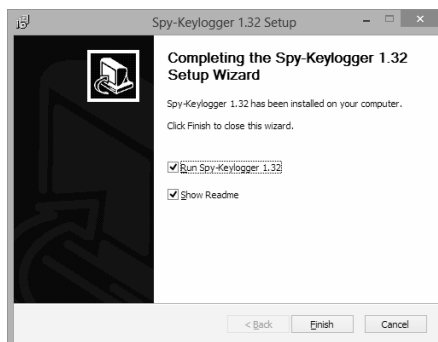 Spy-Keylogger 1.32 Setup
Completing the Spy-Keylogger 1.32
Setup Wizard
Spy-Keylogger 1.32 has been installed on your computer.
Click Finish to close this wizard.
Run Spy-Keylogger 1.32
Show Readme
< Back Finish Cancel